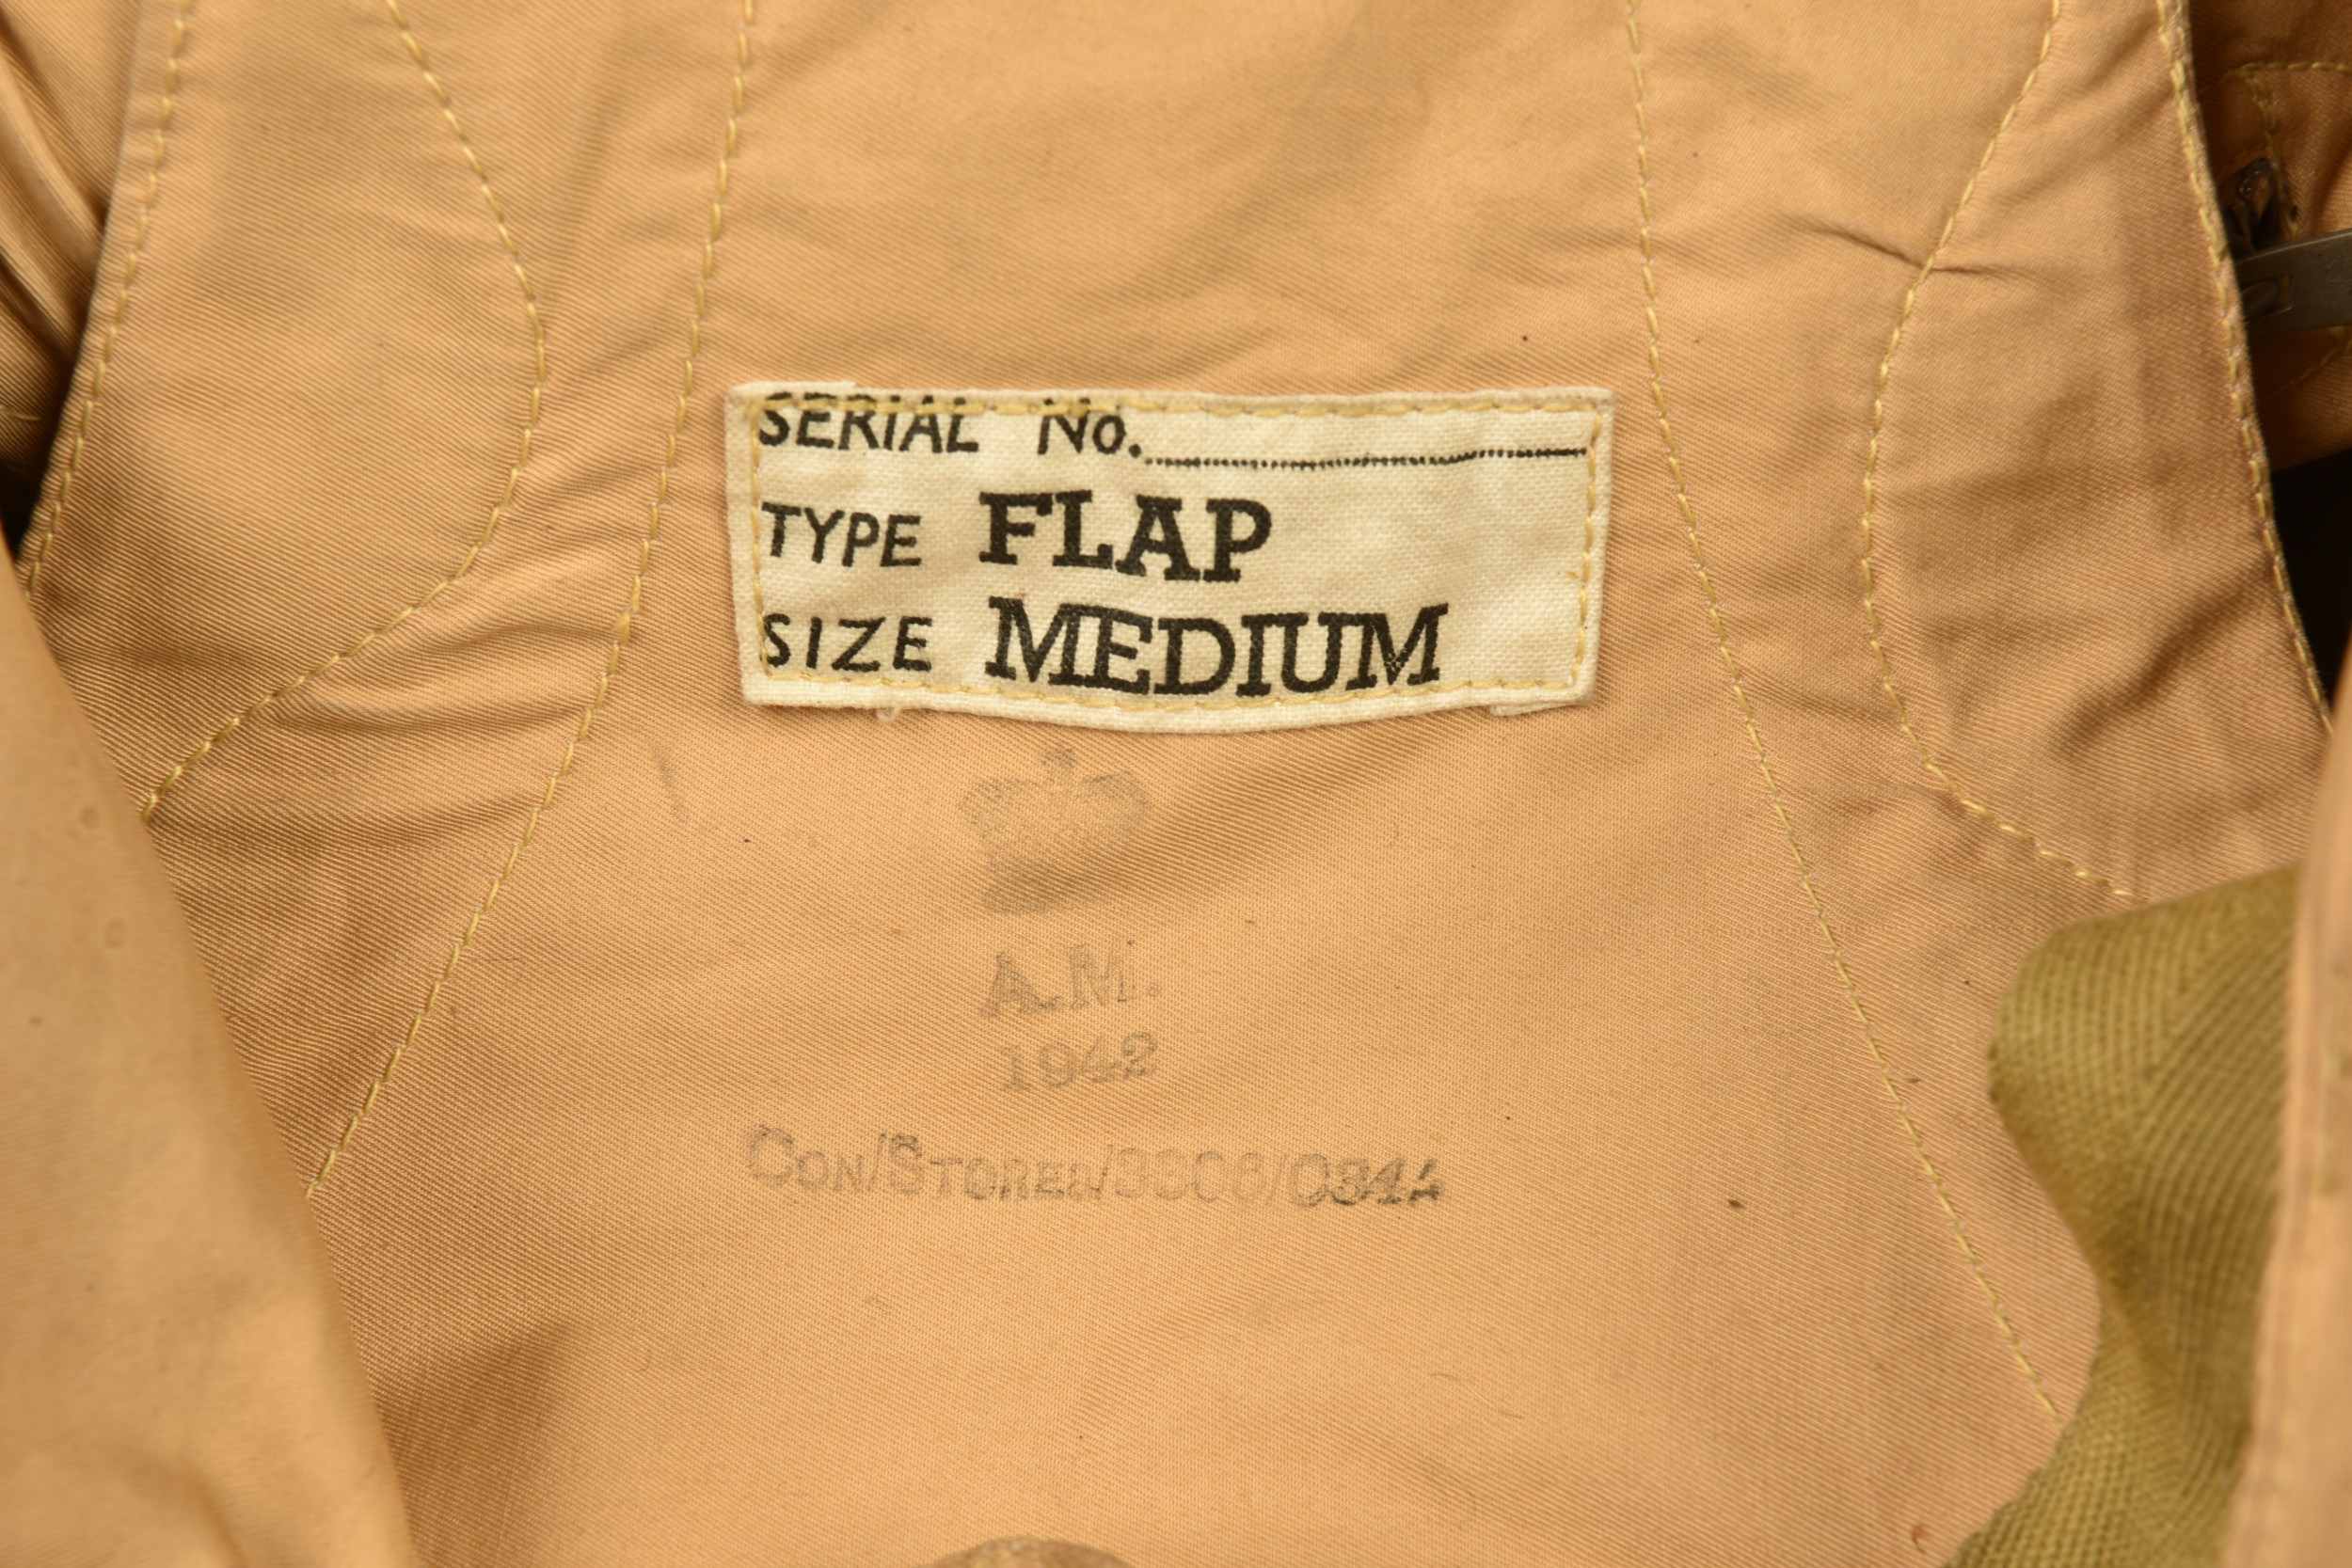 SERIAL No.
TYPE FLAP
SIZE MEDIUM
A.M.
1942